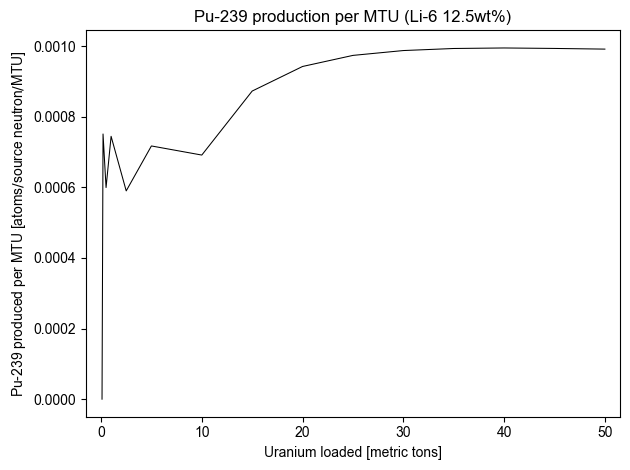 Pu-239 production per MTU (Li-6 12.5wt%)
Pu-239 produced per MTU [atoms/source neutron/MTU]
0.0010
0.0008
0.0006
0.0004
0.0002
0.0000
0 10 20 30 40 50
Uranium loaded [metric tons]